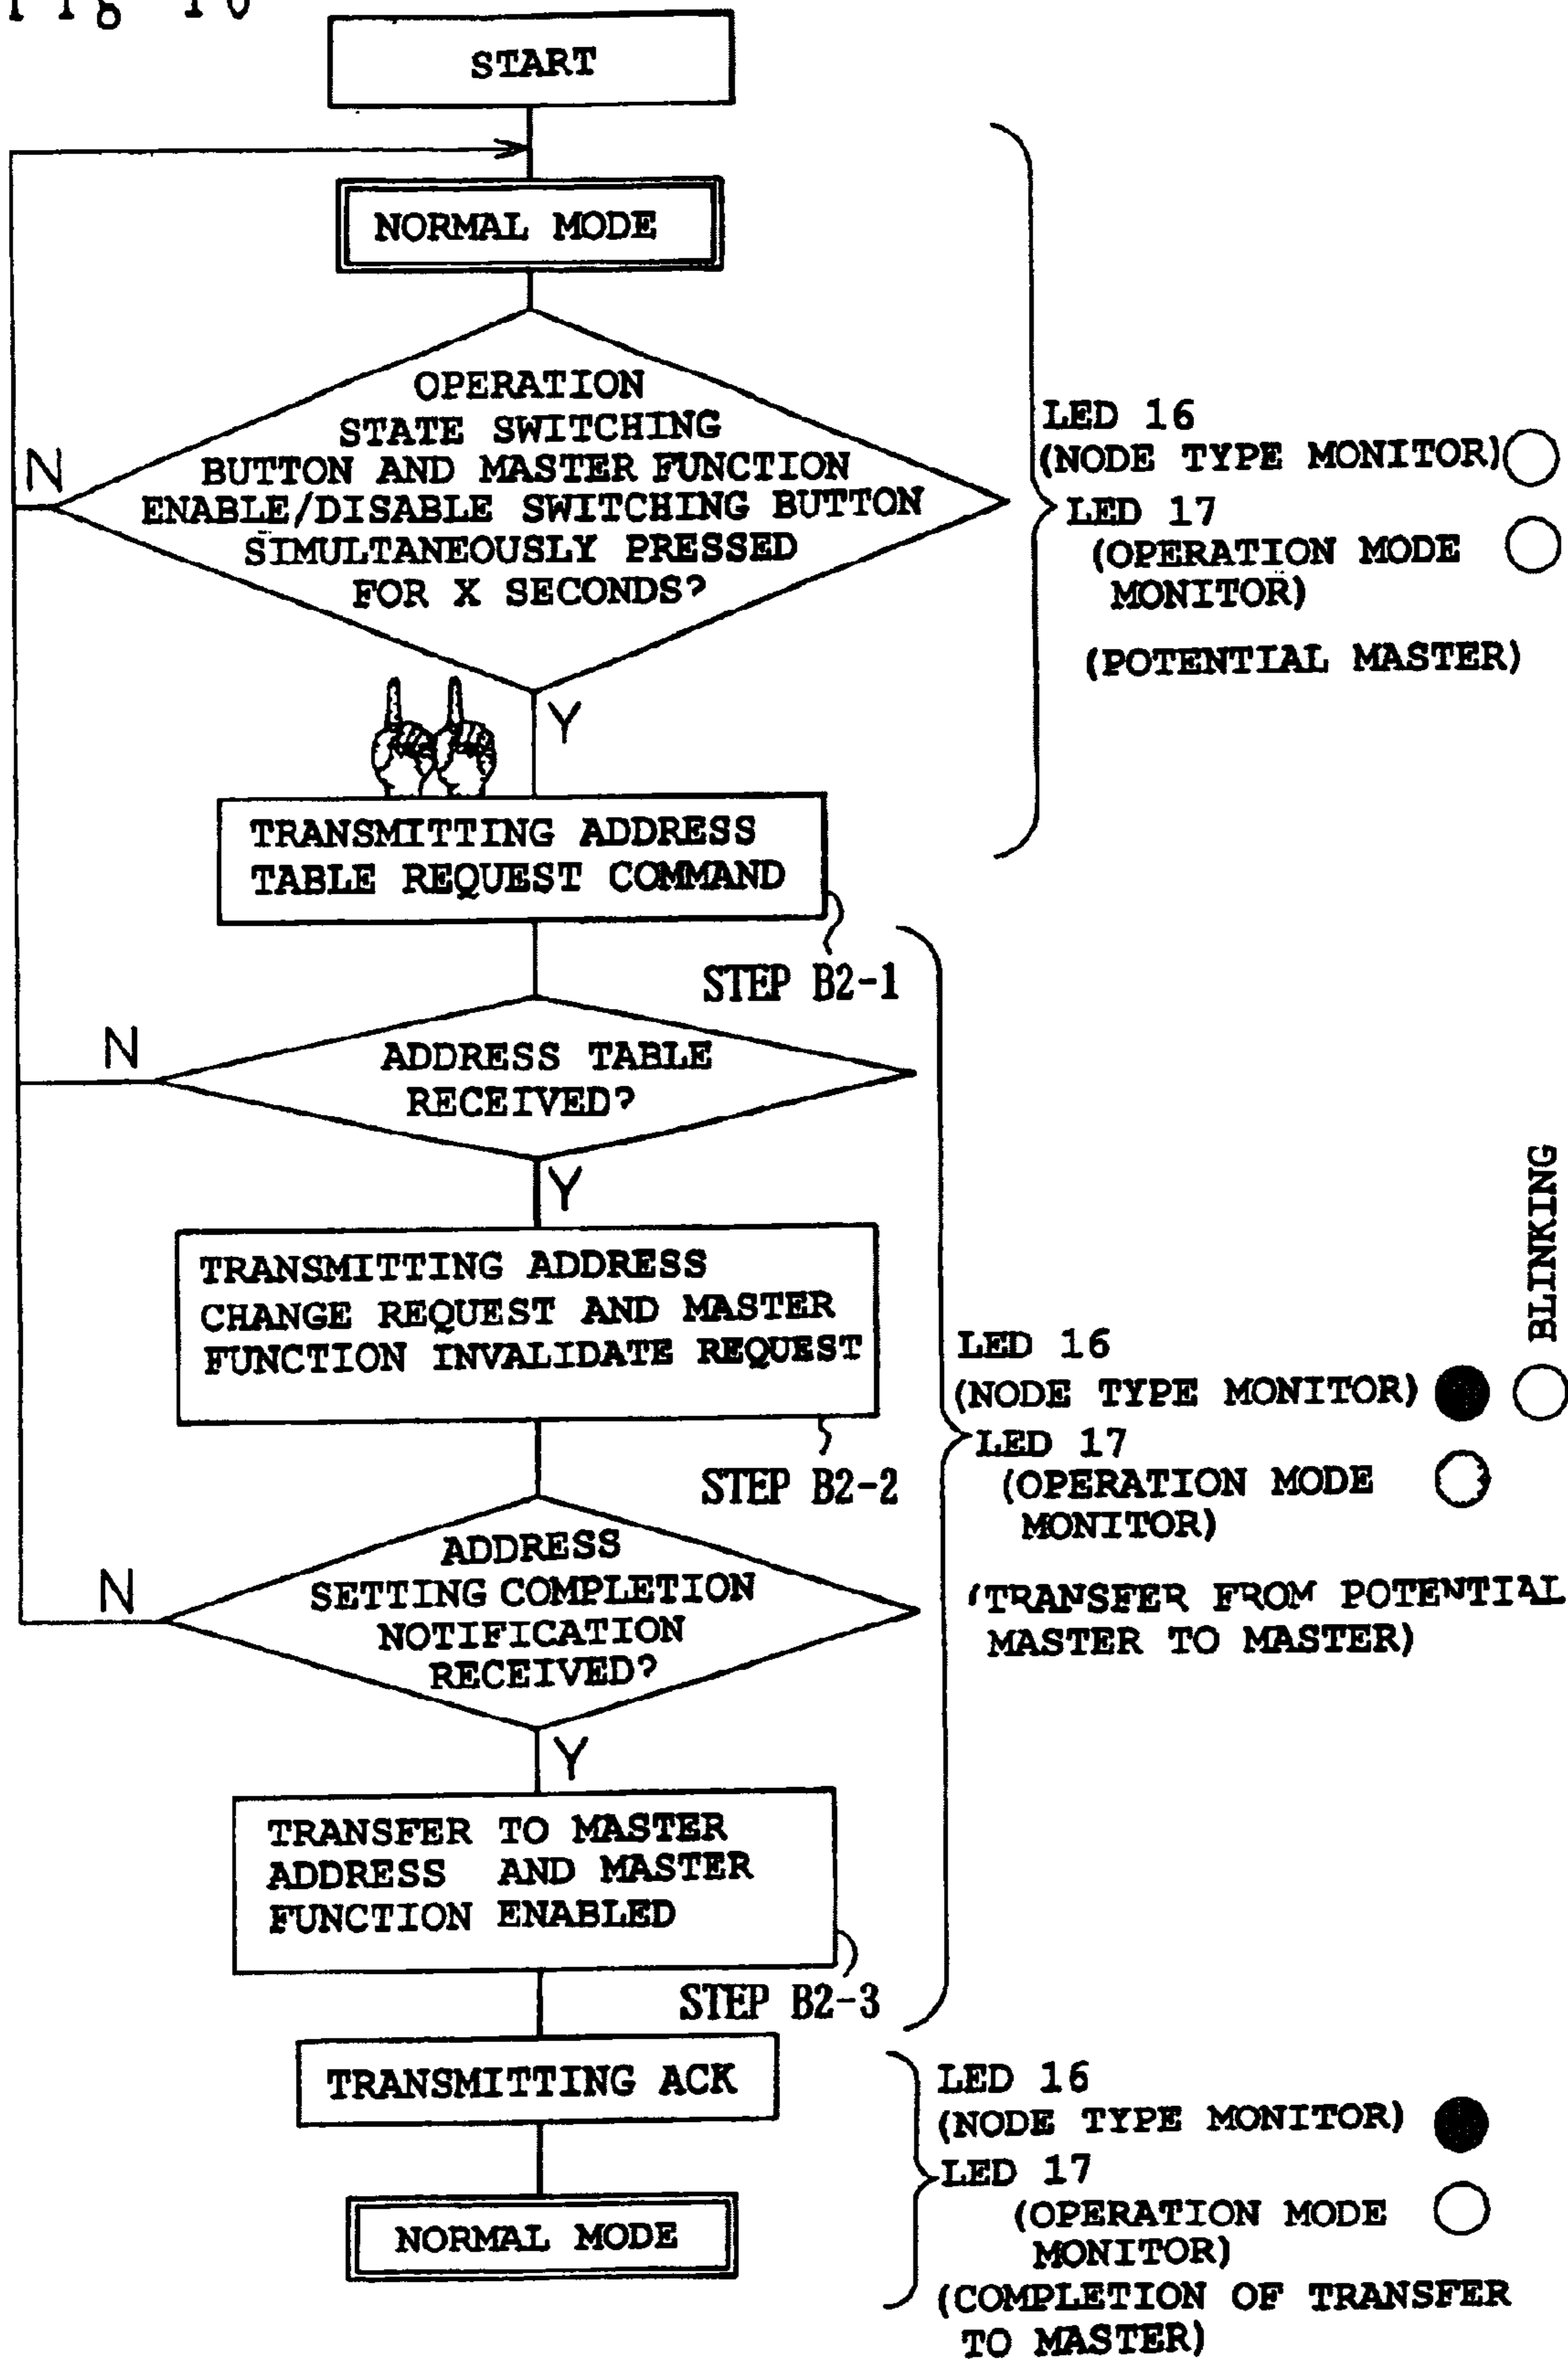 Fig 10
START
NORMAL MODE
OPERATION
STATE SWITCHING
BUTTON AND MASTER FUNCTION
ENABLE/DISABLE SWITCHING BUTTON
SIMULTANEOUSLY PRESSED
FOR X SECONDS?
N
Y
LED 16
(NODE TYPE MONITOR)
LED 17
(OPERATION MODE
MONITOR)
(POTENTIAL MASTER)
TRANSMITTING ADDRESS
TABLE REQUEST COMMAND
STEP B2-1
ADDRESS TABLE
RECEIVED?
N
Y
TRANSMITTING ADDRESS
CHANGE REQUEST AND MASTER
FUNCTION INVALIDATE REQUEST
STEP B2-2
BLINKING
LED 16
(NODE TYPE MONITOR)
LED 17
(OPERATION MODE
MONITOR)
(TRANSFER FROM POTENTIAL
MASTER TO MASTER)
ADDRESS
SETTING COMPLETION
NOTIFICATION
RECEIVED?
N
Y
TRANSFER TO MASTER
ADDRESS AND MASTER
FUNCTION ENABLED
STEP B2-3
TRANSMITTING ACK
NORMAL MODE
LED 16
(NODE TYPE MONITOR)
LED 17
(OPERATION MODE
MONITOR)
(COMPLETION OF TRANSFER
TO MASTER)